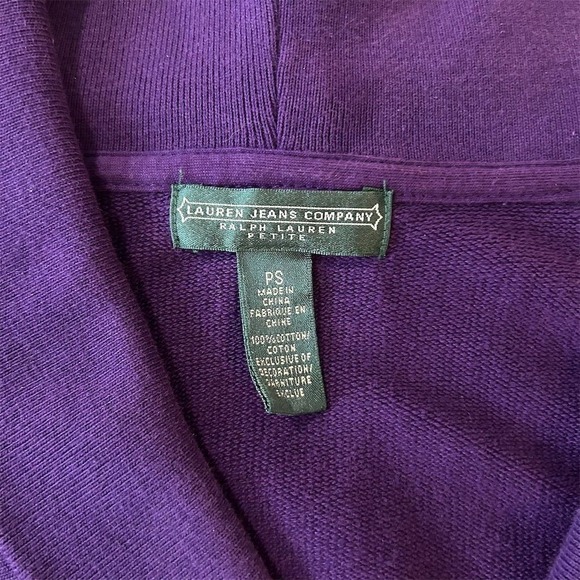 LAUREN JEANS COMPANY
RALPH LAUREN
PETITE
PS
MADE IN
CHINA
FABRIQUE EN
CHINE
100% COTTON/
COTON
EXCLUSIVE OF
DECORATION/
GARNITURE
EXCLUE